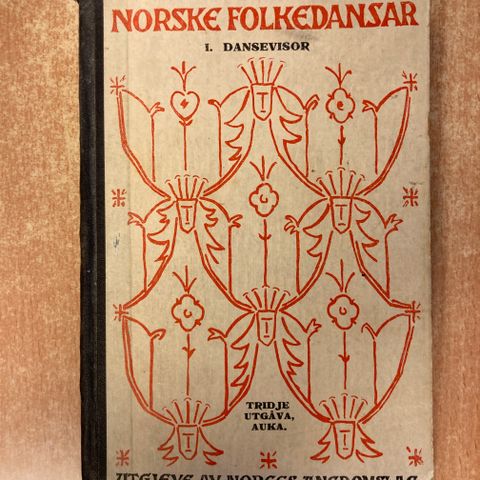 NORSKE FOLKEDANSAR
I. DANSEVISOR
TRIDJE
UTGÅVA,
AUKA.
UTGJEVE AV NOREGS UNGDOMSLAG